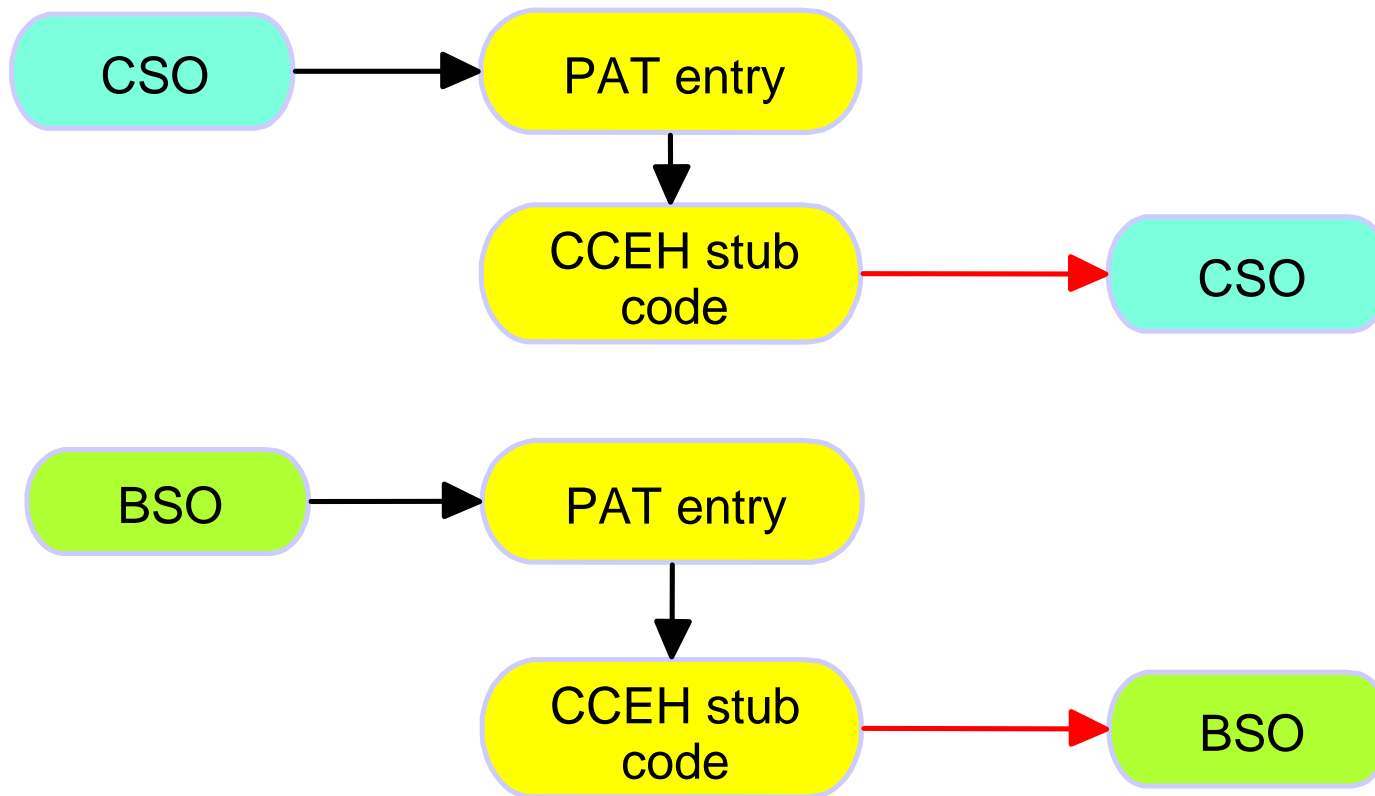 CSO
PAT entry
CCEH stub
code
CSO
BSO
PAT entry
CCEH stub
code
BSO